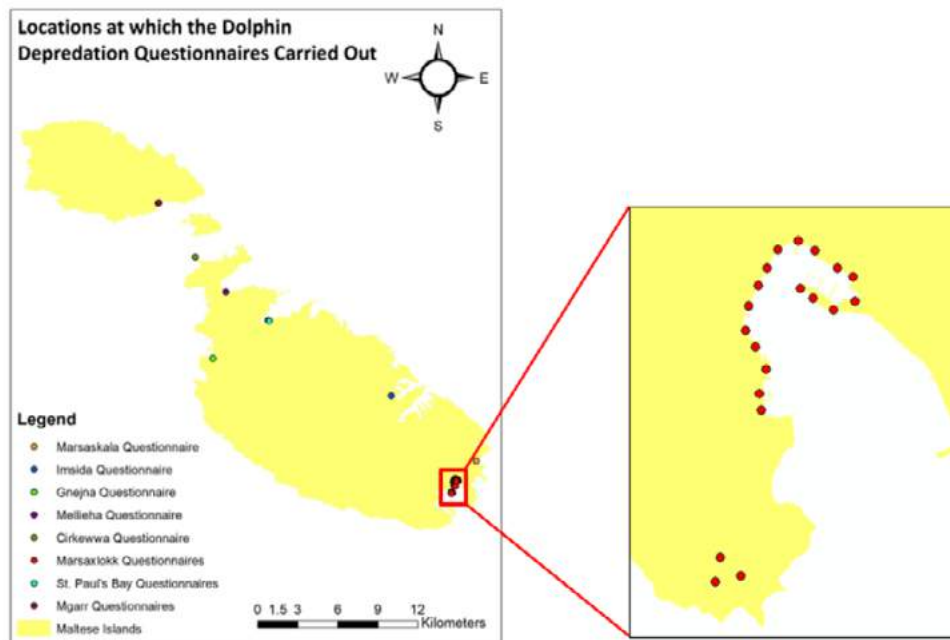 Locations at which the Dolphin
Depredation Questionnaires Carried Out
N
W E
S
Legend
Marsaskala Questionnaire
Imsida Questionnaire
Gnejna Questionnaire
Mellieha Questionnaire
Cirkewwa Questionnaire
Marsaxlokk Questionnaires
St. Paul's Bay Questionnaires
Mgarr Questionnaires
Maltese Islands
0 1.5 3 6 9 12
Kilometers